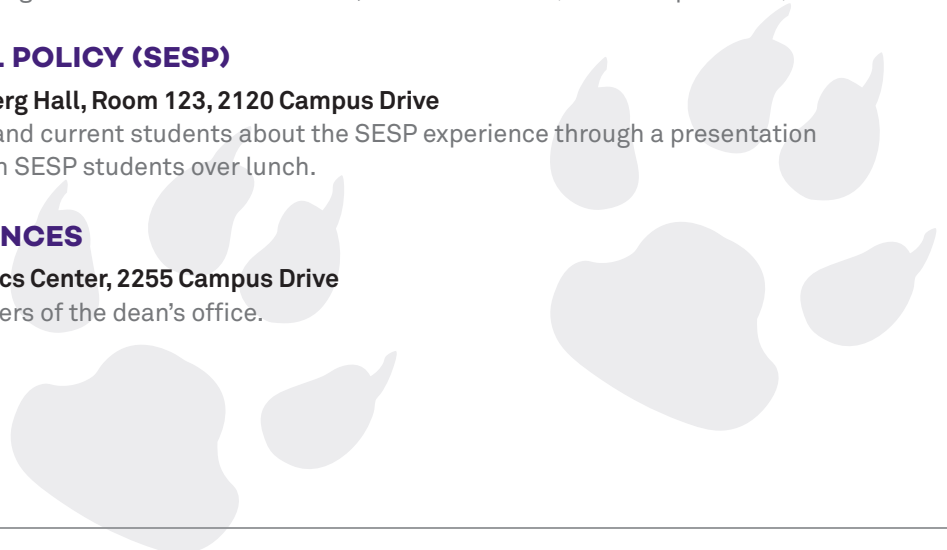 L POLICY (SESP)
erg Hall, Room 123, 2120 Campus Drive
and current students about the SESP experience through a presentation
n SESP students over lunch.
NCES
cs Center, 2255 Campus Drive
ers of the dean’s office.